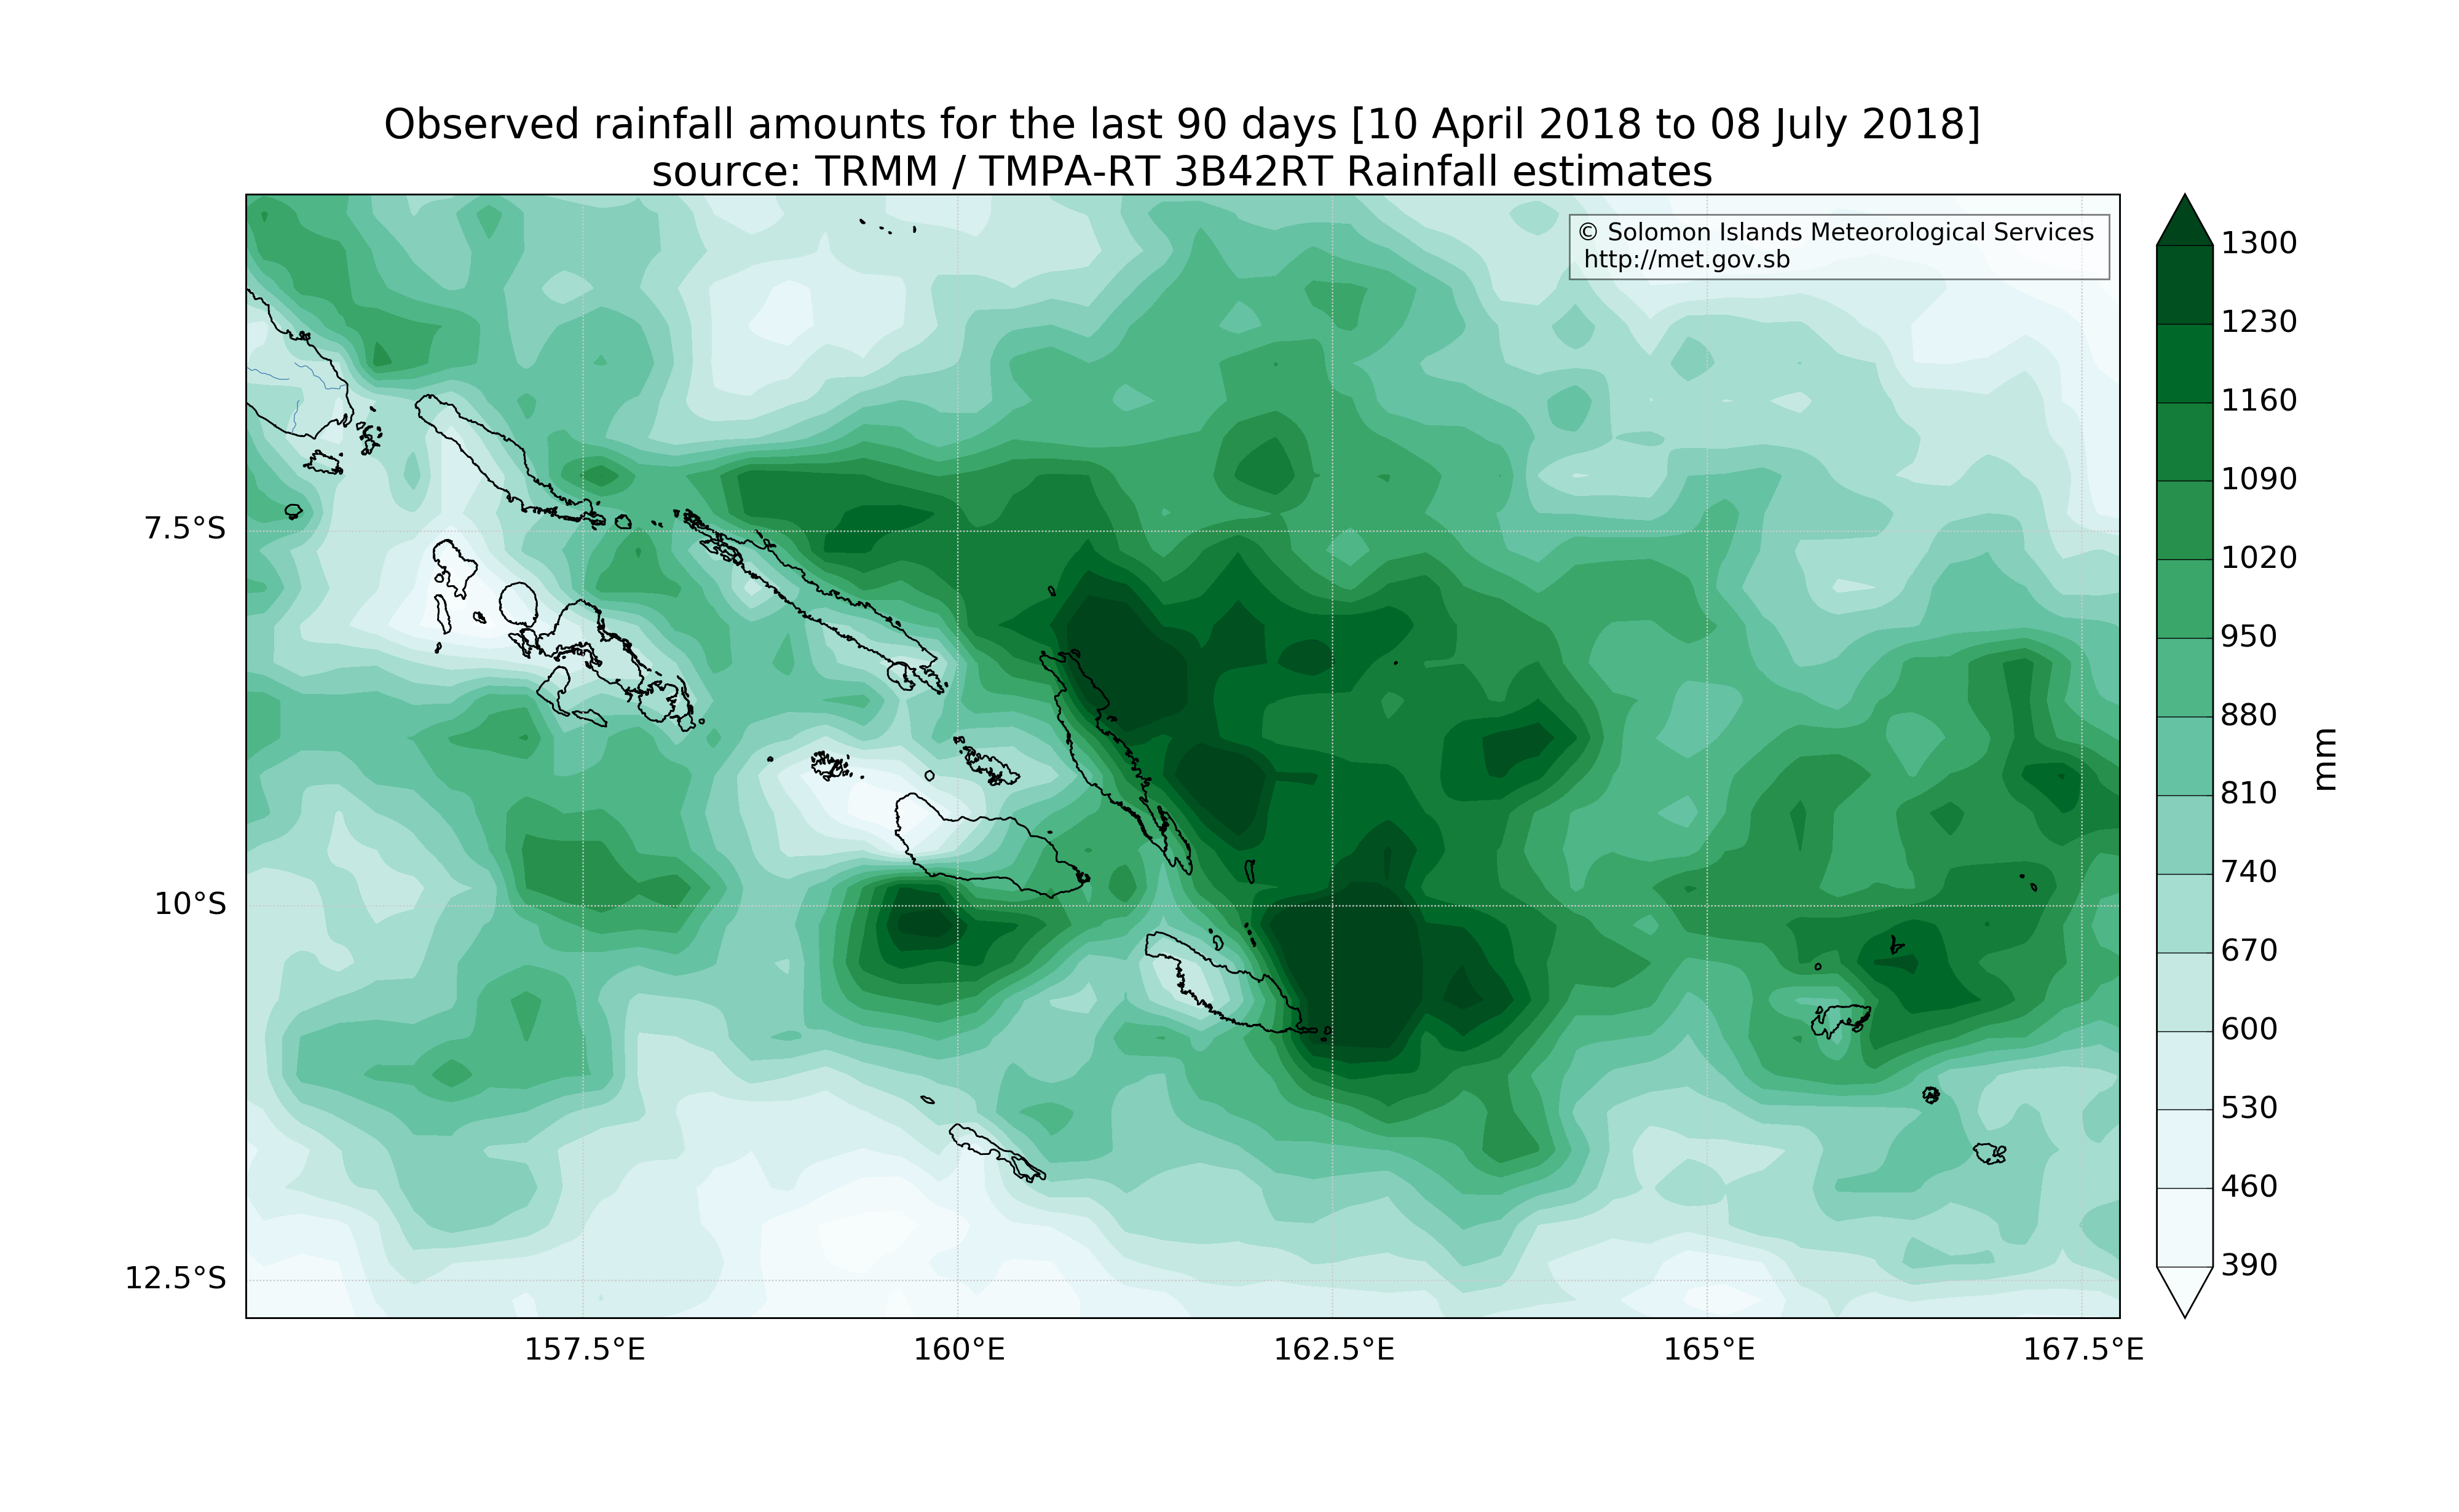 Observed rainfall amounts for the last 90 days [10 April 2018 to 08 July 2018]
source: TRMM / TMPA-RT 3B42RT Rainfall estimates
© Solomon Islands Meteorological Services
http://met.gov.sb
7.5°S
10°S
12.5°S
157.5°E
160°E
162.5°E
165°E
167.5°E
1300
1230
1160
1090
1020
950
880
810
740
670
600
530
460
390
mm